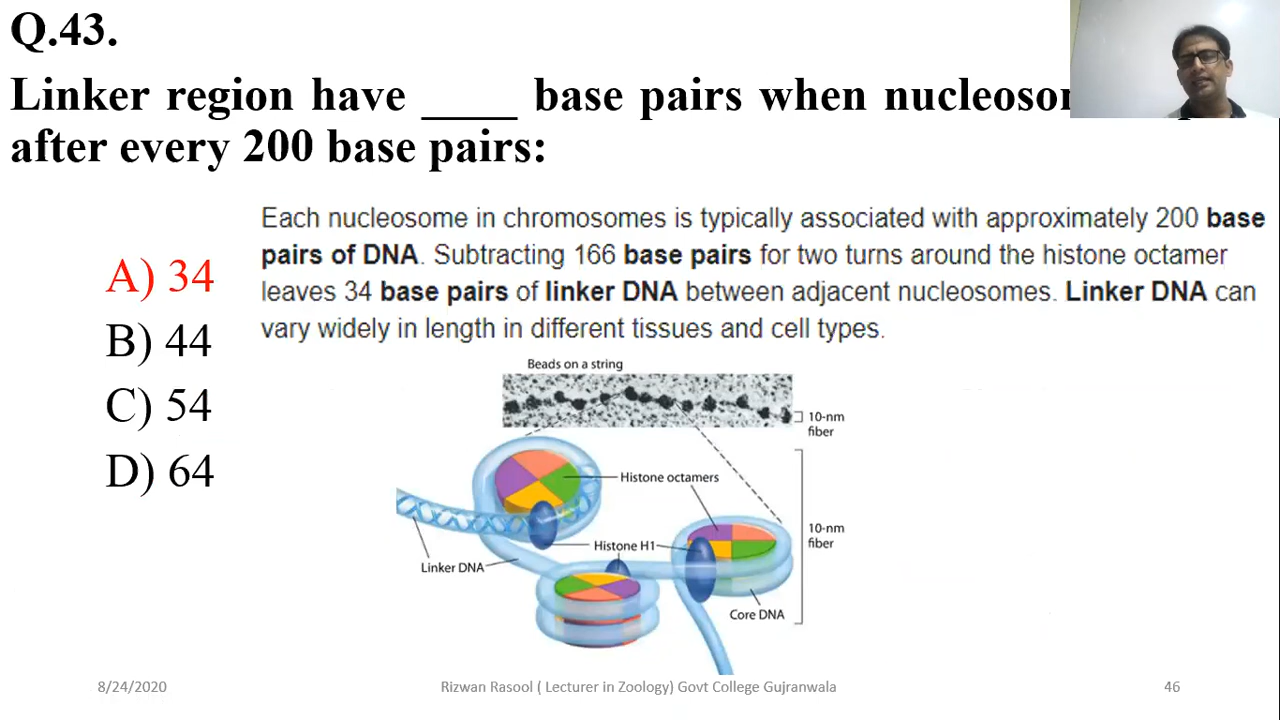 Q.43.
Linker region have ____ base pairs when
after every 200 base pairs:
Each nucleosome in chromosomes is typically associated with approximately 200 base
pairs of DNA. Subtracting 166 base pairs for two turns around the histone octamer
leaves 34 base pairs of linker DNA between adjacent nucleosomes. Linker DNA can
vary widely in length in different tissues and cell types.
A) 34
B) 44
C) 54
D) 64
Beads on a string
10-nm
fiber
Histone octamers
10-nm
fiber
Histone H1
Linker DNA
Core DNA
8/24/2020
Rizwan Rasool ( Lecturer in Zoology) Govt College Gujranwala
46